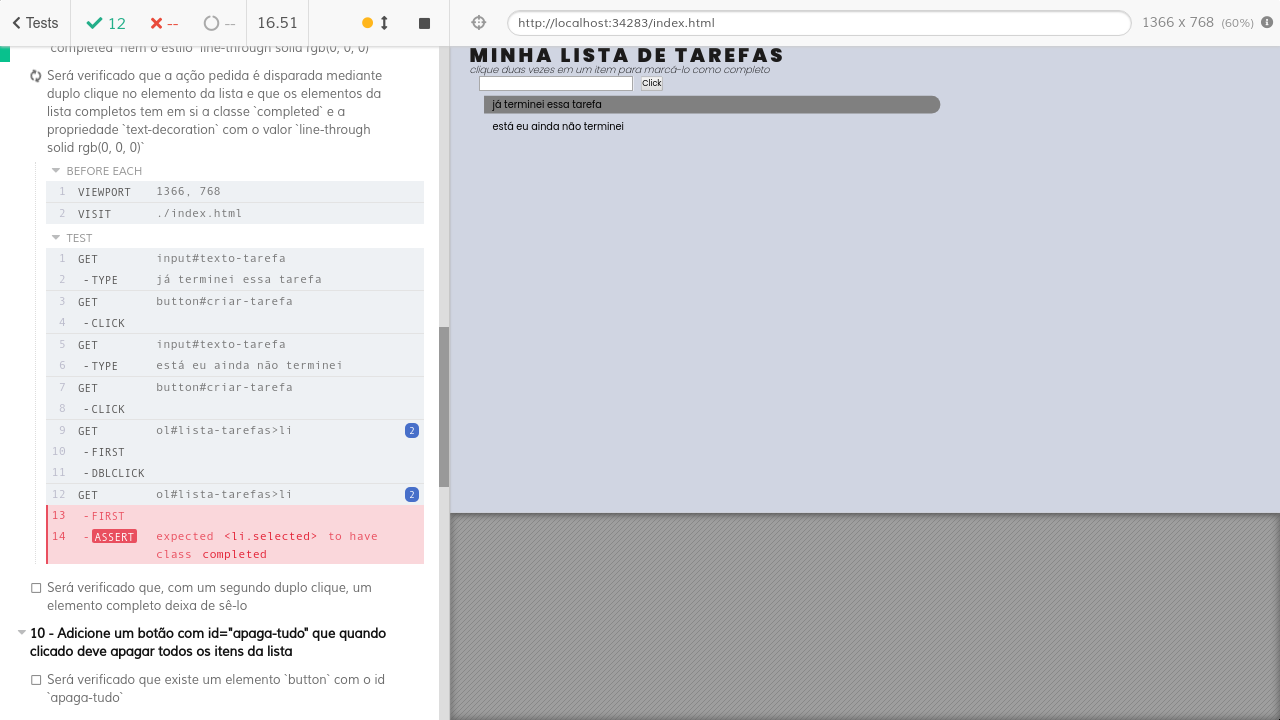 Tests
12
--
--
16.51
http://localhost:34283/index.html
1366 x 768 (60%)
completed` nem o estilo `line-through solid rgb(0, 0, 0)`
Será verificado que a ação pedida é disparada mediante
duplo clique no elemento da lista e que os elementos da
lista completos tem em si a classe `completed` e a
propriedade `text-decoration` com o valor `line-through
solid rgb(0, 0, 0)`
BEFORE EACH
1 VIEWPORT 1366, 768
2 VISIT ./index.html
TEST
1 GET input#texto-tarefa
2 -TYPE já terminei essa tarefa
3 GET button#criar-tarefa
4 -CLICK
5 GET input#texto-tarefa
6 -TYPE está eu ainda não terminei
7 GET button#criar-tarefa
8 -CLICK
9 GET ol#lista-tarefas>li 2
10 -FIRST
11 -DBLCLICK
12 GET ol#lista-tarefas>li 2
13 -FIRST
14 -ASSERT expected <li.selected> to have
class completed
Será verificado que, com um segundo duplo clique, um
elemento completo deixa de sê-lo
10 - Adicione um botão com id="apaga-tudo" que quando
clicado deve apagar todos os itens da lista
Será verificado que existe um elemento `button` com o id
`apaga-tudo`
MINHA LISTA DE TAREFAS
clique duas vezes em um item para marcá-lo como completo
Click
já terminei essa tarefa
está eu ainda não terminei